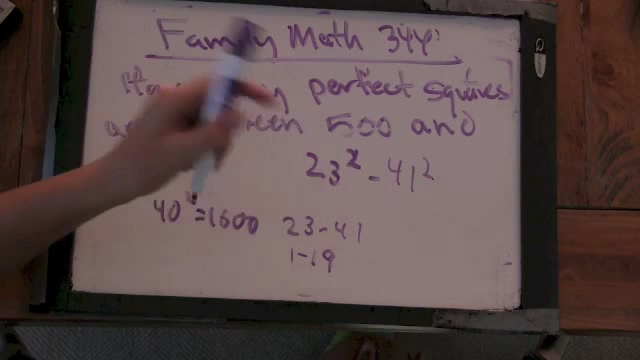 Family Math 344:
perfect squares
500 and
23² - 41²
40² = 1600 23-41
1-19